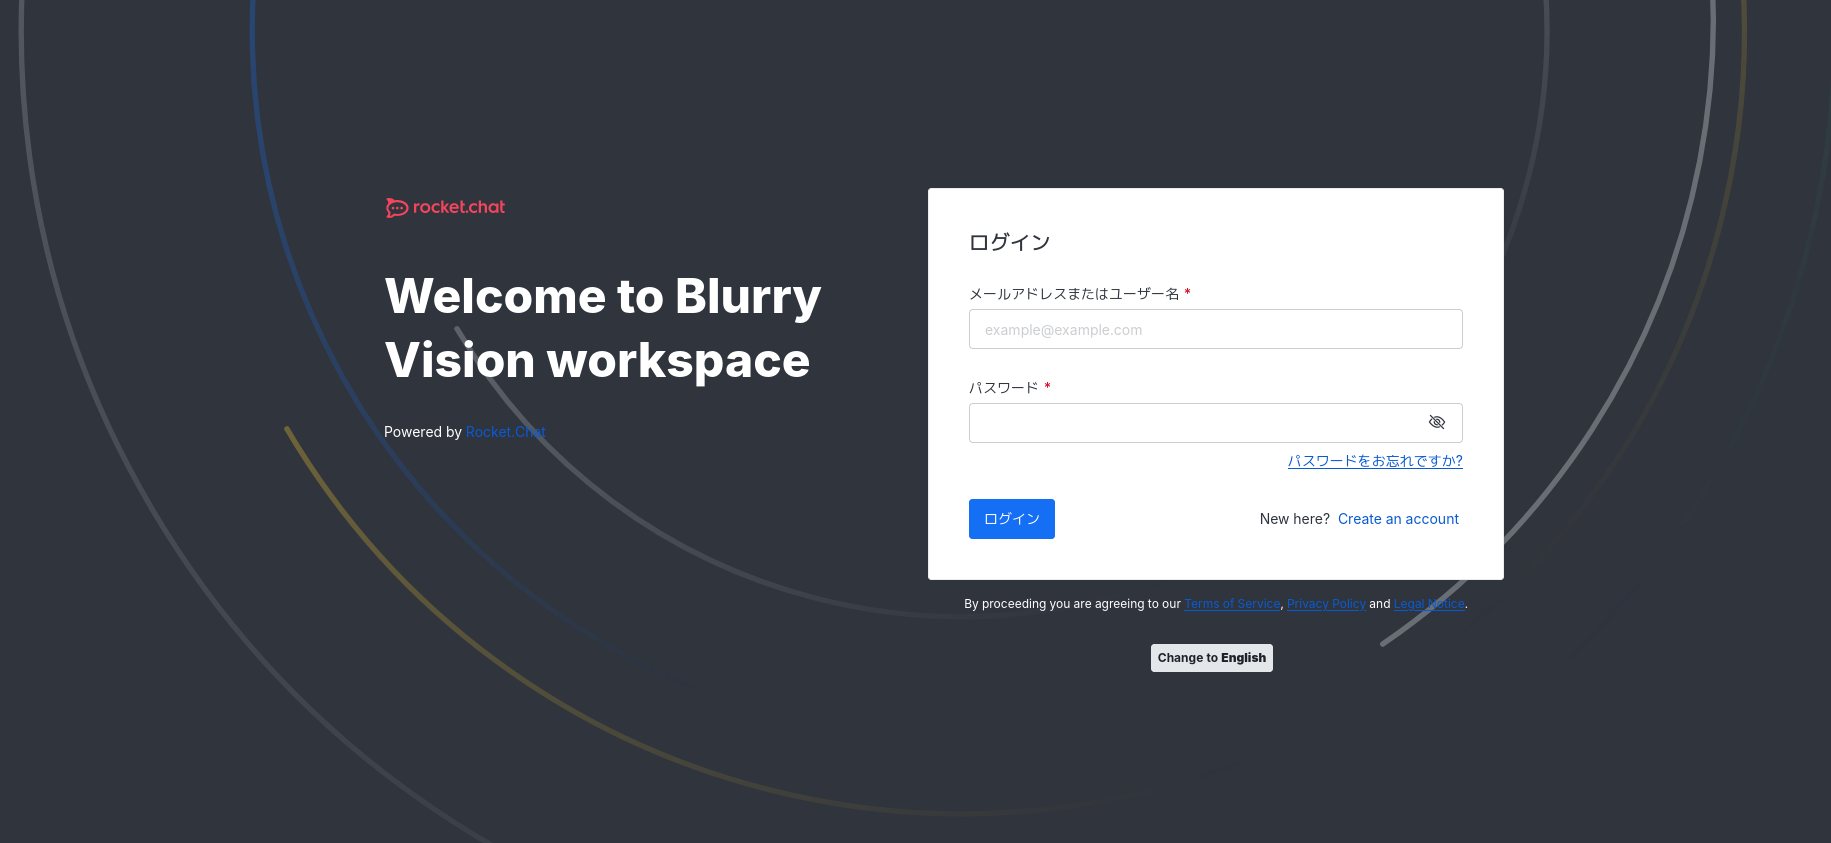 rocket.chat
Welcome to Blurry
Vision workspace
Powered by Rocket.Chat
ログイン
メールアドレスまたはユーザー名 *
example@example.com
パスワード *
パスワードをお忘れですか?
ログイン
New here? Create an account
By proceeding you are agreeing to our Terms of Service, Privacy Policy and Legal Notice.
Change to English